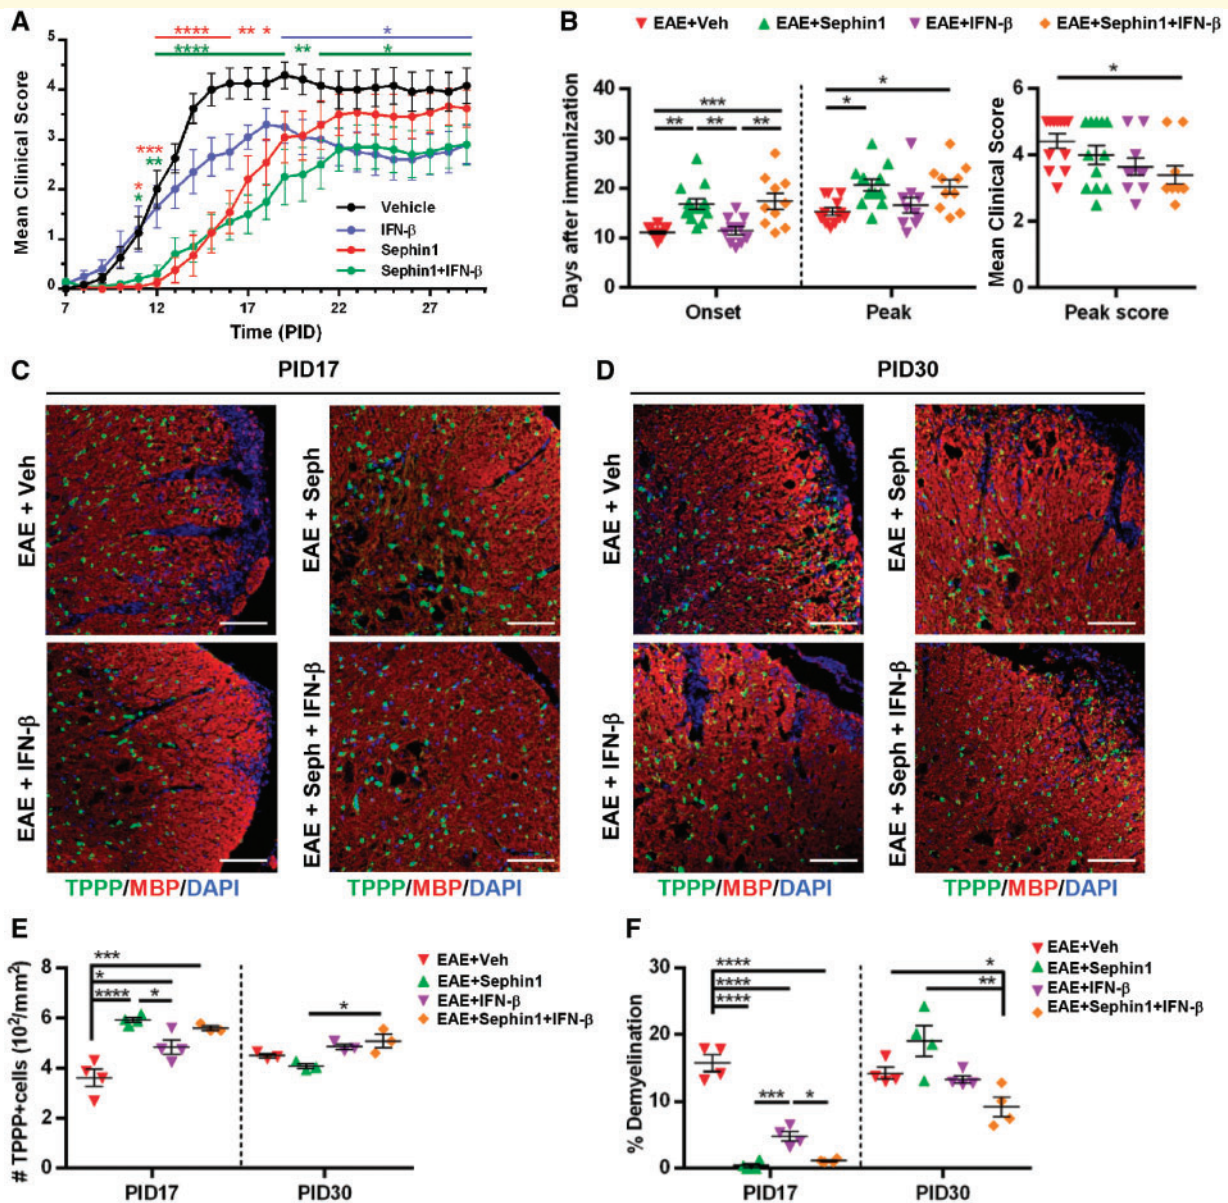 A
**** ** * *
**** ** *
***
**
*
*
Mean Clinical Score
5
4
3
2
1
0
7 12 17 22 27
Time (PID)
Vehicle
IFN-β
Sephin1
Sephin1+IFN-β
B
EAE+Veh EAE+Sephin1 EAE+IFN-β EAE+Sephin1+IFN-β
Days after immunization
40
30
20
10
0
***
** ** **
*
*
Onset Peak
Mean Clinical Score
6
4
2
0
*
Peak score
C
PID17
EAE + Veh
EAE + Seph
EAE + IFN-β
EAE + Seph + IFN-β
TPPP/MBP/DAPI TPPP/MBP/DAPI
D
PID30
EAE + Veh
EAE + Seph
EAE + IFN-β
EAE + Seph + IFN-β
TPPP/MBP/DAPI TPPP/MBP/DAPI
E
# TPPP+cells (10²/mm²)
8
6
4
2
0
***
*
**** *
*
PID17 PID30
EAE+Veh
EAE+Sephin1
EAE+IFN-β
EAE+Sephin1+IFN-β
F
% Demyelination
30
20
10
0
****
****
****
*** *
*
**
PID17 PID30
EAE+Veh
EAE+Sephin1
EAE+IFN-β
EAE+Sephin1+IFN-β